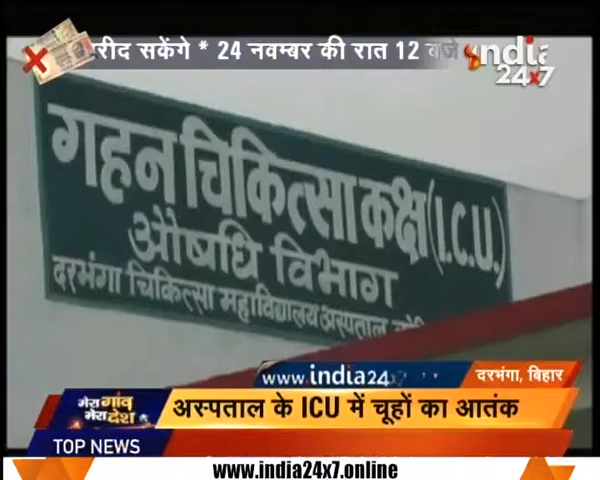 रीद सकेंगे * 24 नवम्बर की रात 12 बजे
india
24x7
गहन चिकित्सा कक्ष (I.C.U.)
औषधि विभाग
दरभंगा चिकित्सा महाविद्यालय अस्पताल
www.india24
दरभंगा, बिहार
मेरा गांव
मेरा देश
अस्पताल के ICU में चूहों का आतंक
TOP NEWS
www.india24x7.online